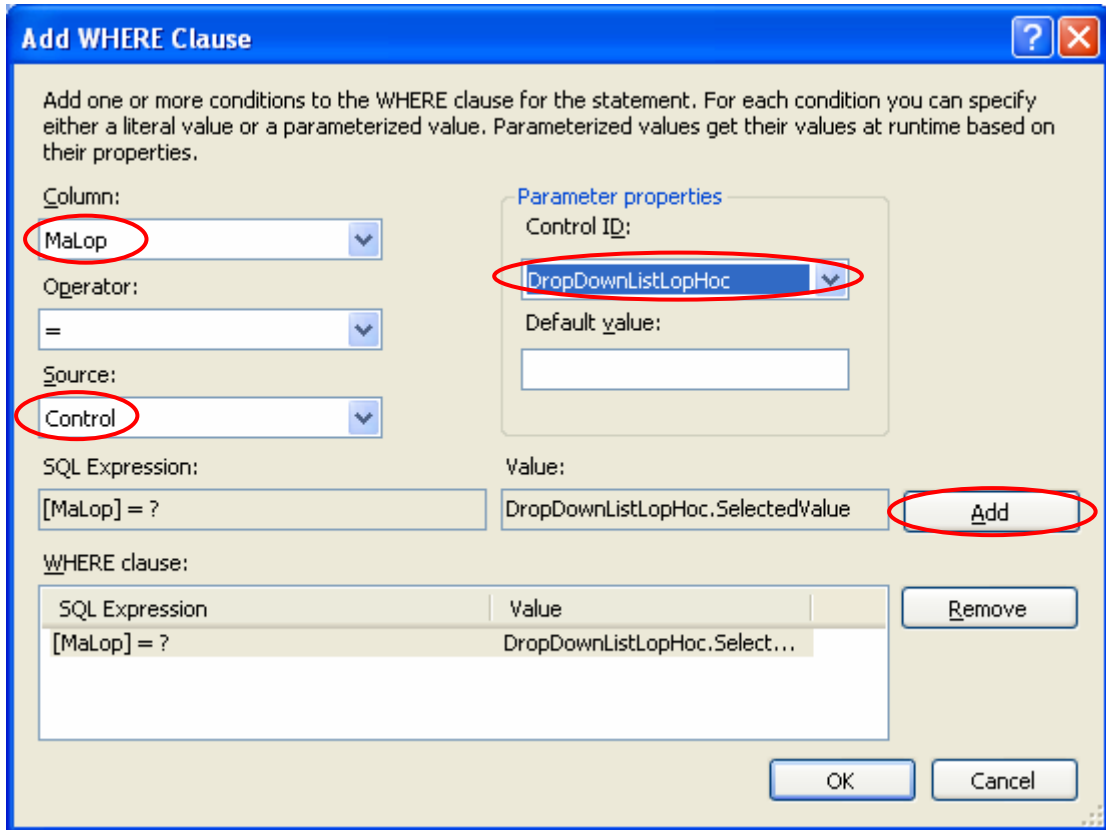 Add WHERE Clause
Add one or more conditions to the WHERE clause for the statement. For each condition you can specify
either a literal value or a parameterized value. Parameterized values get their values at runtime based on
their properties.
Column:
MaLop
Operator:
=
Source:
Control
Parameter properties
Control ID:
DropDownListLopHoc
Default value:
SQL Expression:
[MaLop] = ?
Value:
DropDownListLopHoc.SelectedValue
Add
WHERE clause:
SQL Expression Value
[MaLop] = ? DropDownListLopHoc.Select...
Remove
OK Cancel